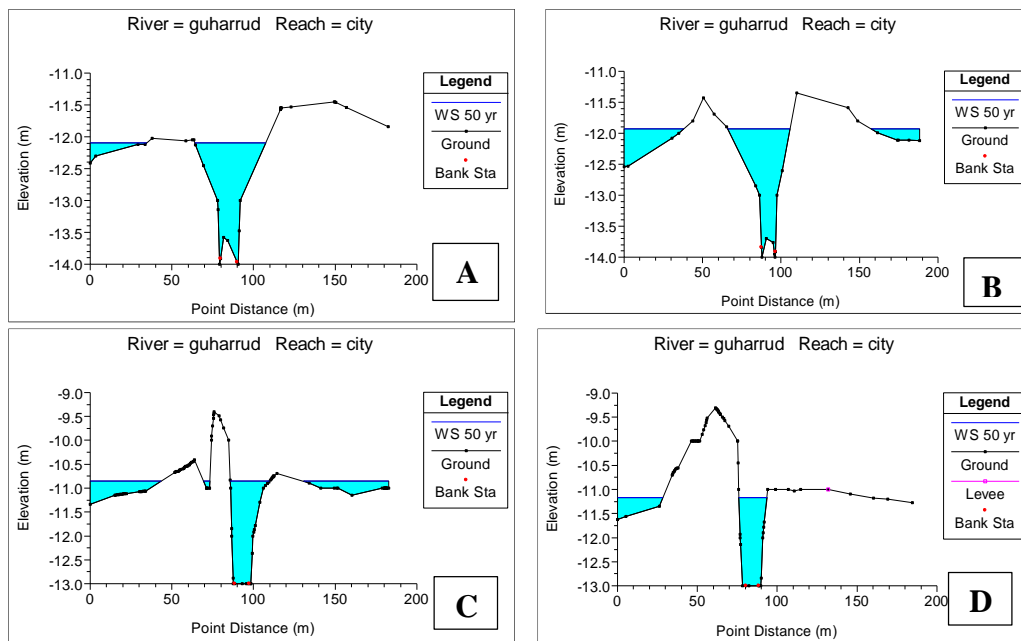 River = guharrud   Reach = city
Elevation (m)
-11.0
-11.5
-12.0
-12.5
-13.0
-13.5
-14.0
0 50 100 150 200
Point Distance (m)
Legend
WS 50 yr
Ground
Bank Sta
A
River = guharrud   Reach = city
Elevation (m)
-11.0
-11.5
-12.0
-12.5
-13.0
-13.5
-14.0
0 50 100 150 200
Point Distance (m)
Legend
WS 50 yr
Ground
Bank Sta
B
River = guharrud   Reach = city
Elevation (m)
-9.0
-9.5
-10.0
-10.5
-11.0
-11.5
-12.0
-12.5
-13.0
0 50 100 150 200
Point Distance (m)
Legend
WS 50 yr
Ground
Bank Sta
C
River = guharrud   Reach = city
Elevation (m)
-9.0
-9.5
-10.0
-10.5
-11.0
-11.5
-12.0
-12.5
-13.0
0 50 100 150 200
Point Distance (m)
Legend
WS 50 yr
Ground
Levee
Bank Sta
D